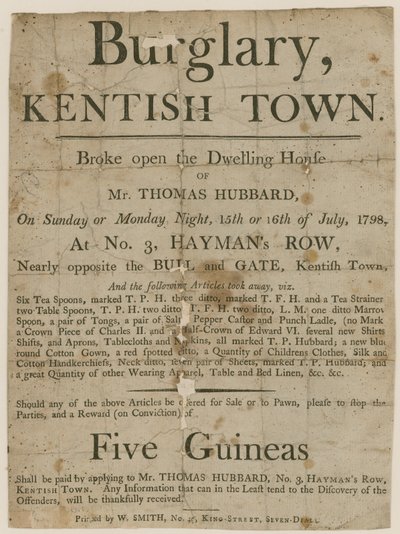 Burglary,
KENTISH TOWN.
Broke open the Dwelling House
OF
Mr. THOMAS HUBBARD,
On Sunday or Monday Night, 15th or 16th of July, 1798,
At No. 3, HAYMAN's ROW,
Nearly opposite the BULL and GATE, Kentish Town,
And the following Articles took away, viz.
Six Tea Spoons, marked T. P. H. three ditto, marked T. F. H. and a Tea Strainer
two Table Spoons, T. P. H. two ditto T. F. H. two ditto, L. M. one ditto Marrow
Spoon, a pair of Tongs, a pair of Salts Pepper Castor and Punch Ladle, (no Mark
a Crown Piece of Charles II. and a Half-Crown of Edward VI. several new Shirts
Shifts, and Aprons, Tablecloths and Napkins, all marked T. P. Hubbard; a new blu
round Cotton Gown, a red spotted ditto, a Quantity of Childrens Clothes, Silk and
Cotton Handkerchiefs, Neck ditto, seven pair of Sheets, marked T. P. Hubbard; and
a great Quantity of other Wearing Apparel, Table and Bed Linen, &c. &c.
Should any of the above Articles be offered for Sale or to Pawn, please to stop the
Parties, and a Reward (on Conviction) of
Five Guineas
Shall be paid by applying to Mr. THOMAS HUBBARD, No. 3, HAYMAN's ROW,
KENTISH TOWN. Any Information that can in the Least tend to the Discovery of the
Offenders, will be thankfully received.
Printed by W. SMITH, No. KING-STREET, SEVEN-DIALS.